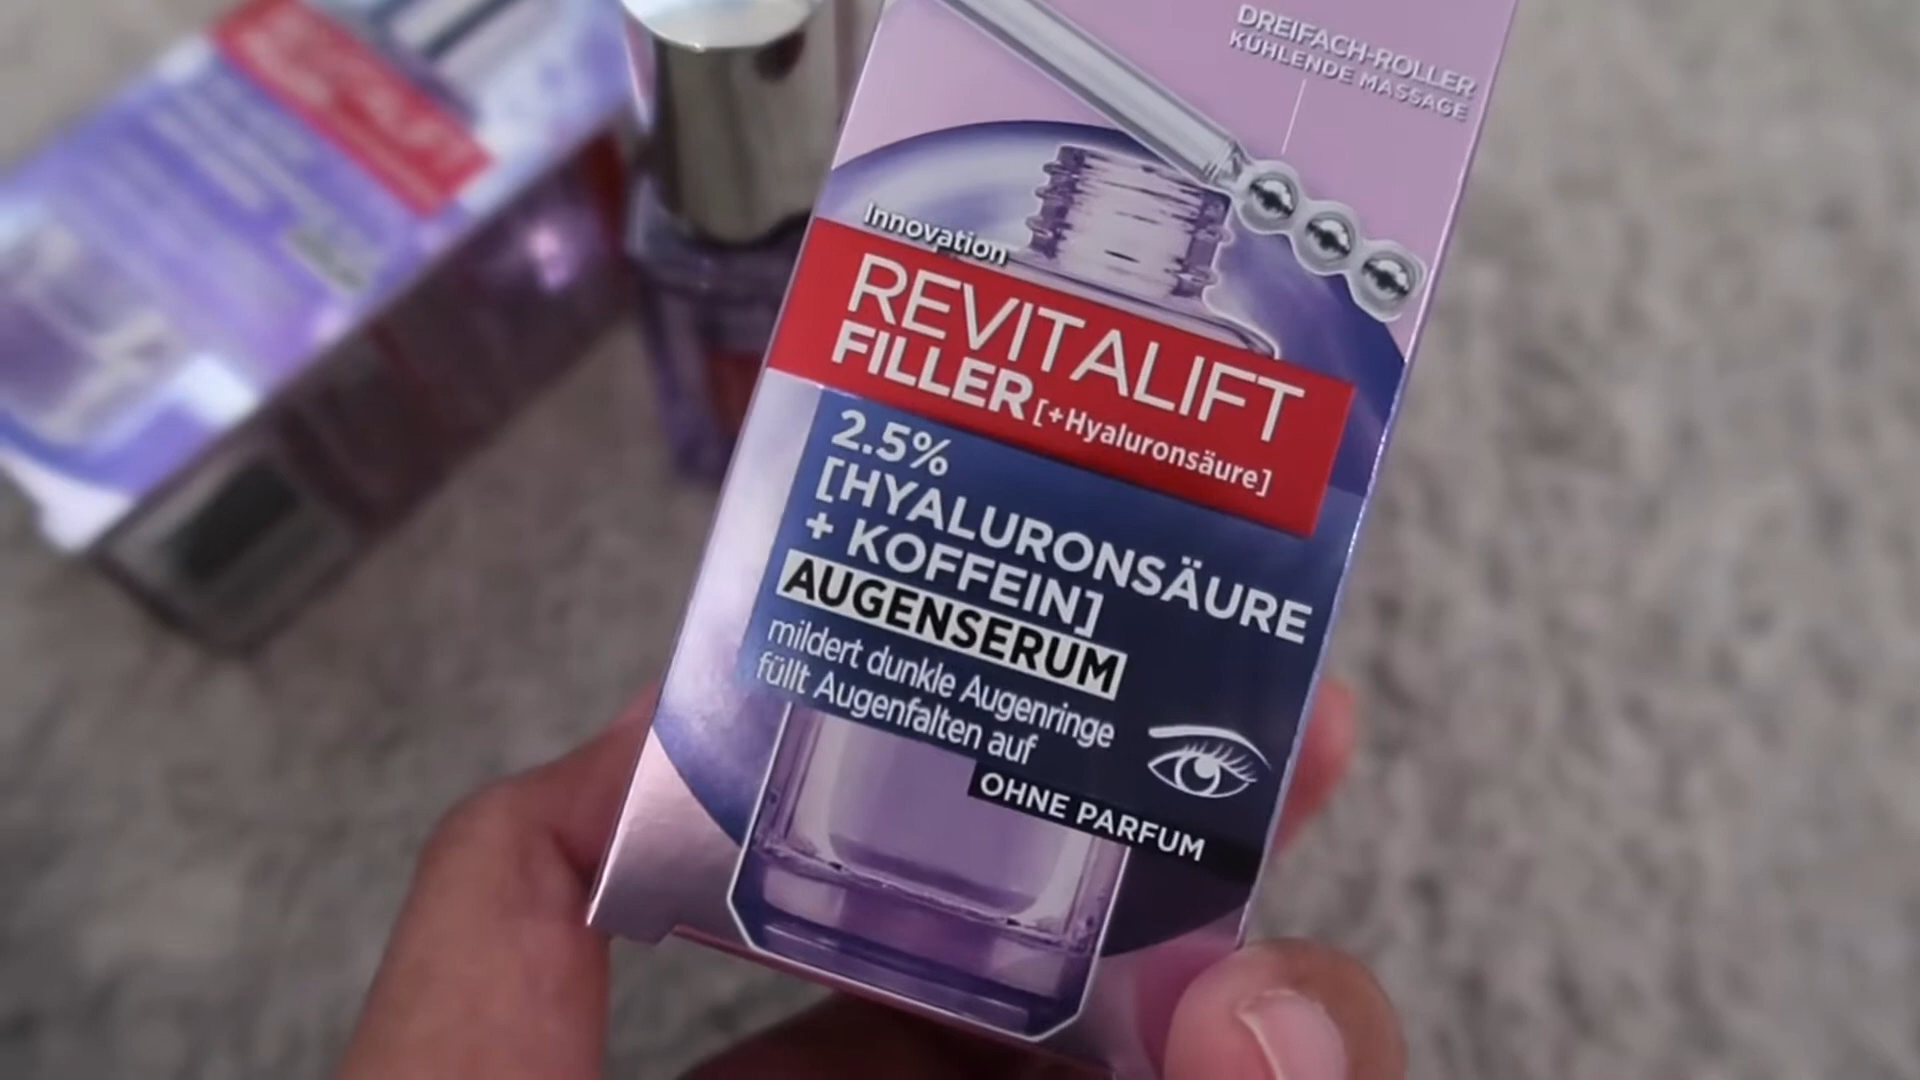 DREIFACH-ROLLER
KÜHLENDE MASSAGE
Innovation
REVITALIFT
FILLER [+Hyaluronsäure]
2.5%
[HYALURONSÄURE
+ KOFFEIN]
AUGENSERUM
mildert dunkle Augenringe
füllt Augenfalten auf
OHNE PARFUM